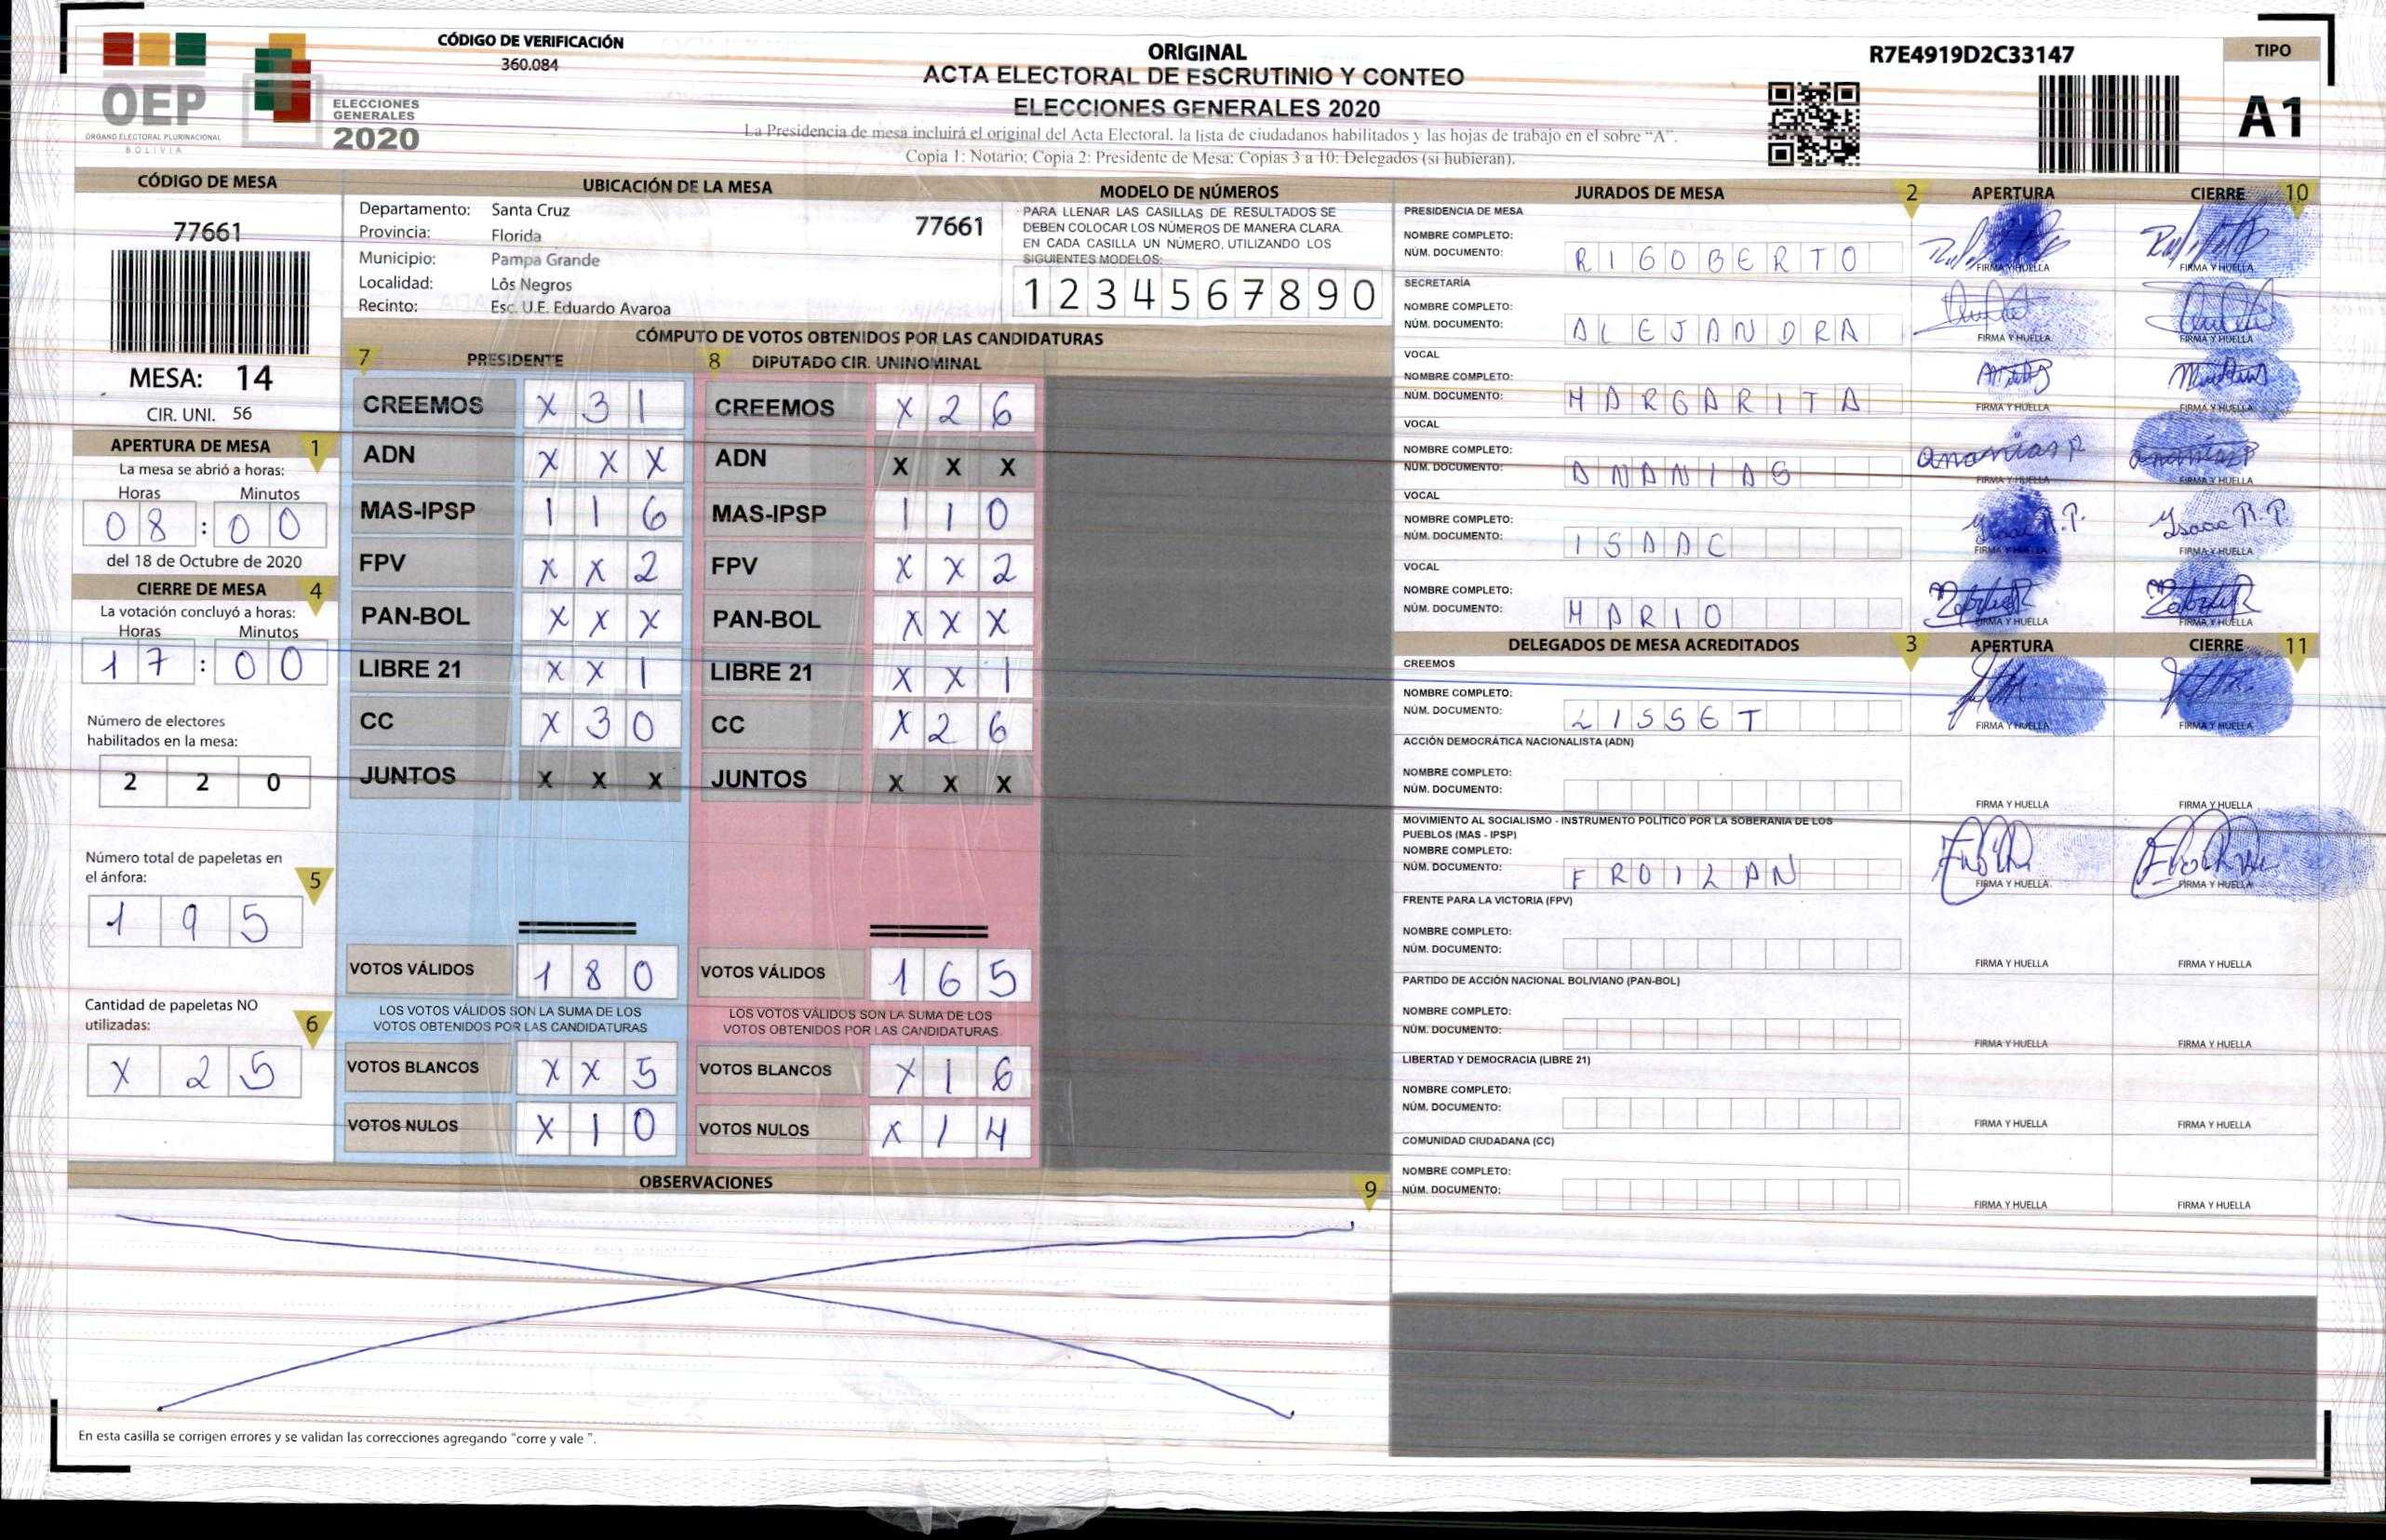 CÓDIGO DE VERIFICACIÓN
360.084
OEP
ÓRGANO ELECTORAL PLURINACIONAL
BOLIVIA
ELECCIONES
GENERALES
2020
ORIGINAL
ACTA ELECTORAL DE ESCRUTINIO Y CONTEO
ELECCIONES GENERALES 2020
La Presidencia de mesa incluirá el original del Acta Electoral, la lista de ciudadanos habilitados y las hojas de trabajo en el sobre "A".
Copia 1: Notario; Copia 2: Presidente de Mesa; Copias 3 a 10: Delegados (si hubieran).
R7E4919D2C33147
TIPO
A1
CÓDIGO DE MESA
77661
MESA: 14
CIR. UNI. 56
UBICACIÓN DE LA MESA
Departamento: Santa Cruz
Provincia: Florida
Municipio: Pampa Grande
Localidad: Los Negros
Recinto: Esc. U.E. Eduardo Avaroa
77661
MODELO DE NÚMEROS
PARA LLENAR LAS CASILLAS DE RESULTADOS SE
DEBEN COLOCAR LOS NÚMEROS DE MANERA CLARA.
EN CADA CASILLA UN NÚMERO, UTILIZANDO LOS
SIGUIENTES MODELOS:
1 2 3 4 5 6 7 8 9 0
APERTURA DE MESA 1
La mesa se abrió a horas:
Horas Minutos
0 8 : 0 0
del 18 de Octubre de 2020
CIERRE DE MESA 4
La votación concluyó a horas:
Horas Minutos
1 7 : 0 0
Número de electores
habilitados en la mesa:
2 2 0
Número total de papeletas en
el ánfora: 5
1 9 5
Cantidad de papeletas NO
utilizadas: 6
X 2 5
CÓMPUTO DE VOTOS OBTENIDOS POR LAS CANDIDATURAS
7 PRESIDENTE
CREEMOS X 3 1
ADN X X X
MAS-IPSP 1 1 6
FPV X X 2
PAN-BOL X X X
LIBRE 21 X X 1
CC X 3 0
JUNTOS X X X
VOTOS VÁLIDOS 1 8 0
LOS VOTOS VÁLIDOS SON LA SUMA DE LOS
VOTOS OBTENIDOS POR LAS CANDIDATURAS
VOTOS BLANCOS X X 5
VOTOS NULOS X 1 0
8 DIPUTADO CIR. UNINOMINAL
CREEMOS X 2 6
ADN X X X
MAS-IPSP 1 1 0
FPV X X 2
PAN-BOL X X X
LIBRE 21 X X 1
CC X 2 6
JUNTOS X X X
VOTOS VÁLIDOS 1 6 5
LOS VOTOS VÁLIDOS SON LA SUMA DE LOS
VOTOS OBTENIDOS POR LAS CANDIDATURAS
VOTOS BLANCOS X 1 6
VOTOS NULOS X 1 4
OBSERVACIONES 9
En esta casilla se corrigen errores y se validan las correcciones agregando "corre y vale ".
JURADOS DE MESA 2 APERTURA CIERRE 10
PRESIDENCIA DE MESA
NOMBRE COMPLETO:
NÚM. DOCUMENTO: RIGOBERTO
FIRMA Y HUELLA FIRMA Y HUELLA
SECRETARÍA
NOMBRE COMPLETO:
NÚM. DOCUMENTO: ALEJANDRA
FIRMA Y HUELLA FIRMA Y HUELLA
VOCAL
NOMBRE COMPLETO:
NÚM. DOCUMENTO: MARGARITA
FIRMA Y HUELLA FIRMA Y HUELLA
VOCAL
NOMBRE COMPLETO:
NÚM. DOCUMENTO: ANANIAS
Ananias R
FIRMA Y HUELLA FIRMA Y HUELLA
VOCAL
NOMBRE COMPLETO:
NÚM. DOCUMENTO: ISAAC
Isaac R.P. Isaac R.P.
FIRMA Y HUELLA FIRMA Y HUELLA
VOCAL
NOMBRE COMPLETO:
NÚM. DOCUMENTO: MARIO
FIRMA Y HUELLA FIRMA Y HUELLA
DELEGADOS DE MESA ACREDITADOS 3 APERTURA CIERRE 11
CREEMOS
NOMBRE COMPLETO:
NÚM. DOCUMENTO: LISSET
FIRMA Y HUELLA FIRMA Y HUELLA
ACCIÓN DEMOCRÁTICA NACIONALISTA (ADN)
NOMBRE COMPLETO:
NÚM. DOCUMENTO:
FIRMA Y HUELLA FIRMA Y HUELLA
MOVIMIENTO AL SOCIALISMO - INSTRUMENTO POLÍTICO POR LA SOBERANIA DE LOS
PUEBLOS (MAS - IPSP)
NOMBRE COMPLETO:
NÚM. DOCUMENTO: FROILAN
FIRMA Y HUELLA FIRMA Y HUELLA
FRENTE PARA LA VICTORIA (FPV)
NOMBRE COMPLETO:
NÚM. DOCUMENTO:
FIRMA Y HUELLA FIRMA Y HUELLA
PARTIDO DE ACCIÓN NACIONAL BOLIVIANO (PAN-BOL)
NOMBRE COMPLETO:
NÚM. DOCUMENTO:
FIRMA Y HUELLA FIRMA Y HUELLA
LIBERTAD Y DEMOCRACIA (LIBRE 21)
NOMBRE COMPLETO:
NÚM. DOCUMENTO:
FIRMA Y HUELLA FIRMA Y HUELLA
COMUNIDAD CIUDADANA (CC)
NOMBRE COMPLETO:
NÚM. DOCUMENTO:
FIRMA Y HUELLA FIRMA Y HUELLA